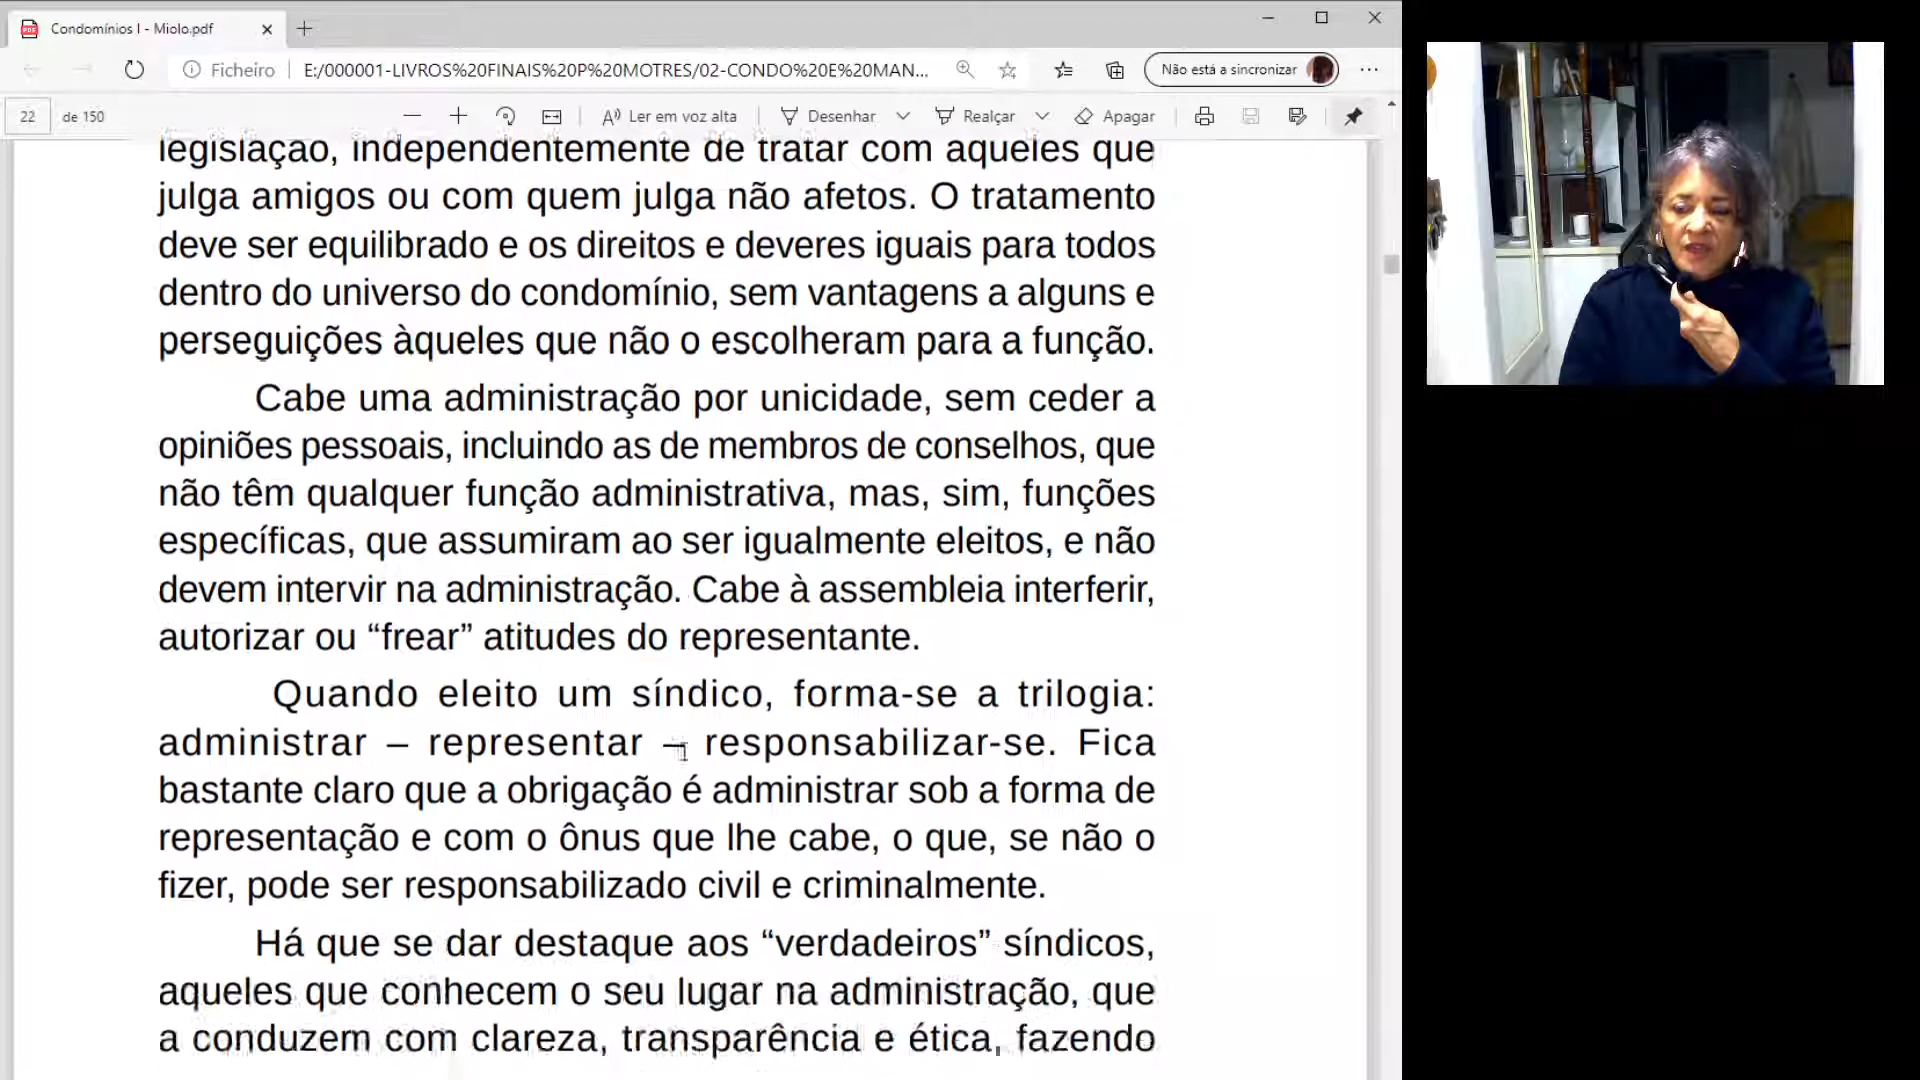 Condomínios I - Miolo.pdf
Ficheiro
E:/000001-LIVROS%20FINAIS%20P%20MOTRES/02-CONDO%20E%20MAN...
Não está a sincronizar
22 de 150
Ler em voz alta
Desenhar
Realçar
Apagar
legislação, independentemente de tratar com aqueles que
julga amigos ou com quem julga não afetos. O tratamento
deve ser equilibrado e os direitos e deveres iguais para todos
dentro do universo do condomínio, sem vantagens a alguns e
perseguições àqueles que não o escolheram para a função.
Cabe uma administração por unicidade, sem ceder a
opiniões pessoais, incluindo as de membros de conselhos, que
não têm qualquer função administrativa, mas, sim, funções
específicas, que assumiram ao ser igualmente eleitos, e não
devem intervir na administração. Cabe à assembleia interferir,
autorizar ou “frear” atitudes do representante.
Quando eleito um síndico, forma-se a trilogia:
administrar – representar – responsabilizar-se. Fica
bastante claro que a obrigação é administrar sob a forma de
representação e com o ônus que lhe cabe, o que, se não o
fizer, pode ser responsabilizado civil e criminalmente.
Há que se dar destaque aos “verdadeiros” síndicos,
aqueles que conhecem o seu lugar na administração, que
a conduzem com clareza, transparência e ética, fazendo